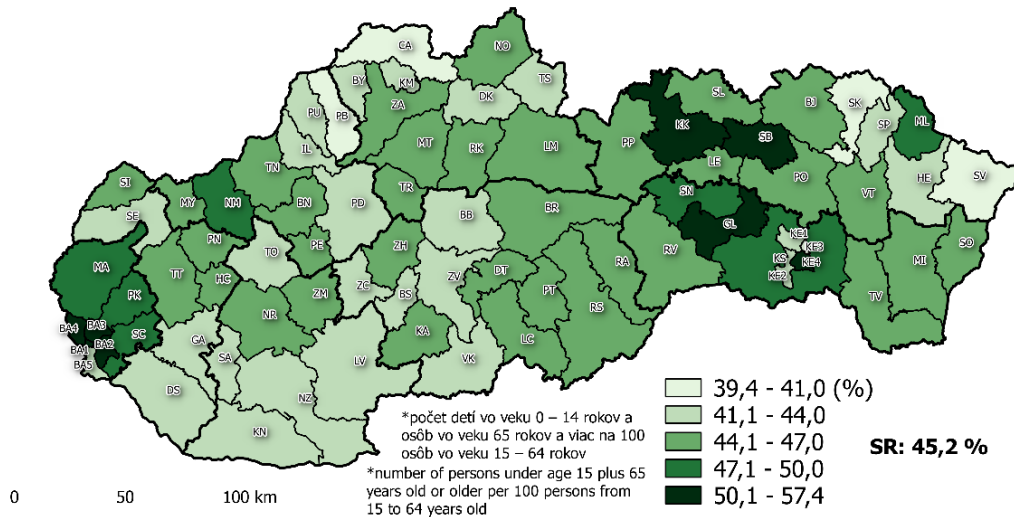 CA
NO
BY
KM
TS
PU
PB
ZA
DK
SL
BJ
SK
SP
ML
KK
SB
IL
MT
RK
LM
PP
LE
PO
VT
HE
SV
TN
SI
MY
NM
BN
TR
PD
BB
BR
SN
GL
SE
PN
TO
PE
ZH
RV
KE1
KE3
KS
KE4
KE2
SO
MI
TV
MA
TT
HC
ZM
ZC
ZV
DT
RA
PK
NR
BS
PT
RS
BA4
BA3
SC
BA1
BA2
BA5
GA
SA
LV
KA
VK
LC
DS
NZ
KN
*počet detí vo veku 0 – 14 rokov a
osôb vo veku 65 rokov a viac na 100
osôb vo veku 15 – 64 rokov
*number of persons under age 15 plus 65
years old or older per 100 persons from
15 to 64 years old
39,4 - 41,0 (%)
41,1 - 44,0
44,1 - 47,0
47,1 - 50,0
50,1 - 57,4
SR: 45,2 %
0 50 100 km